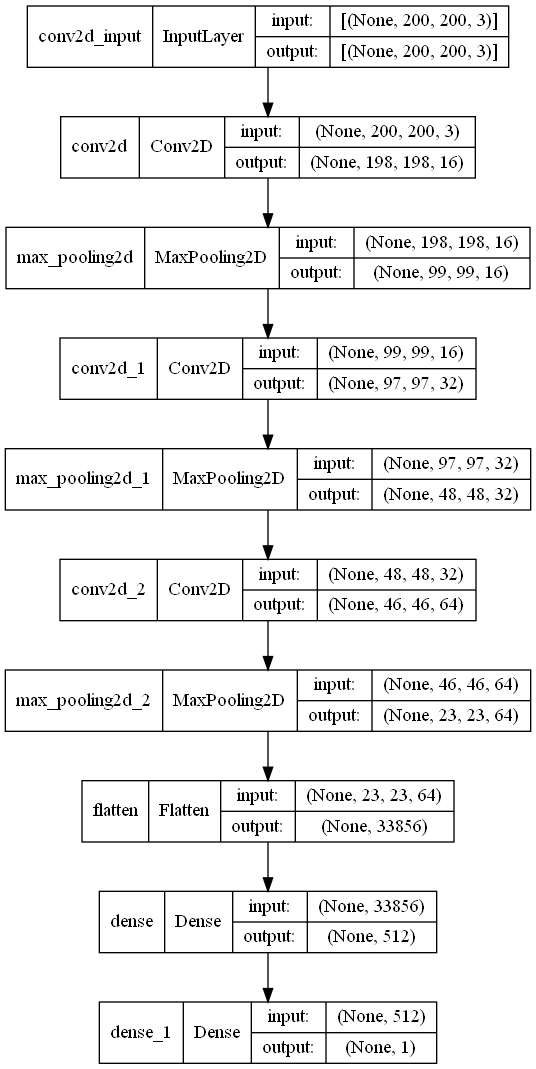 conv2d_input InputLayer input: [(None, 200, 200, 3)]
output: [(None, 200, 200, 3)]
conv2d Conv2D input: (None, 200, 200, 3)
output: (None, 198, 198, 16)
max_pooling2d MaxPooling2D input: (None, 198, 198, 16)
output: (None, 99, 99, 16)
conv2d_1 Conv2D input: (None, 99, 99, 16)
output: (None, 97, 97, 32)
max_pooling2d_1 MaxPooling2D input: (None, 97, 97, 32)
output: (None, 48, 48, 32)
conv2d_2 Conv2D input: (None, 48, 48, 32)
output: (None, 46, 46, 64)
max_pooling2d_2 MaxPooling2D input: (None, 46, 46, 64)
output: (None, 23, 23, 64)
flatten Flatten input: (None, 23, 23, 64)
output: (None, 33856)
dense Dense input: (None, 33856)
output: (None, 512)
dense_1 Dense input: (None, 512)
output: (None, 1)